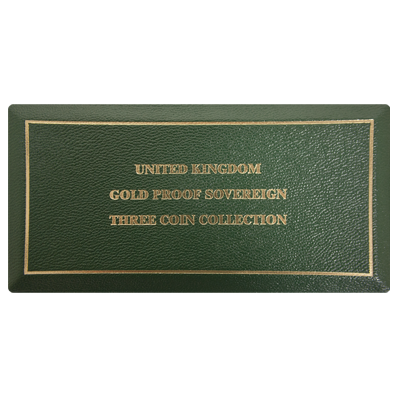 UNITED KINGDOM
GOLD PROOF SOVEREIGN
THREE COIN COLLECTION